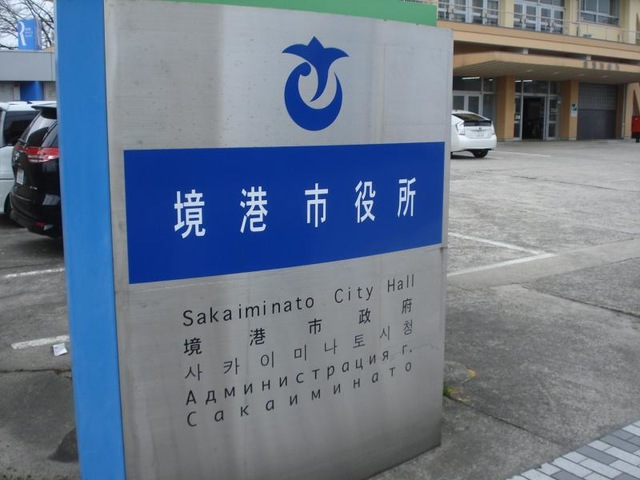 境港市役所
Sakaiminato City Hall
境港市政府
사카이미나토시청
Администрация г.
Сакаиминато